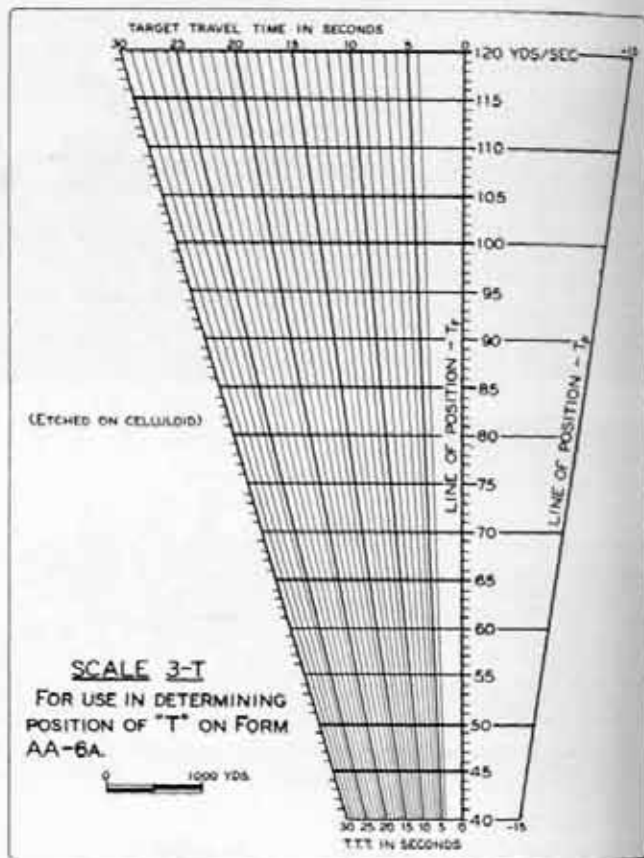 TARGET TRAVEL TIME IN SECONDS
30 25 20 15 10 5 0
120 YDS/SEC
+15
115
110
105
100
95
90
85
(ETCHED ON CELLULOID)
80
75
70
65
60
55
50
45
40
LINE OF POSITION - Tp
LINE OF POSITION - Tp
SCALE 3-T
FOR USE IN DETERMINING
POSITION OF "T" ON FORM
AA-6A.
0 1000 YDS.
30 25 20 15 10 5 0
-15
T.T.T. IN SECONDS